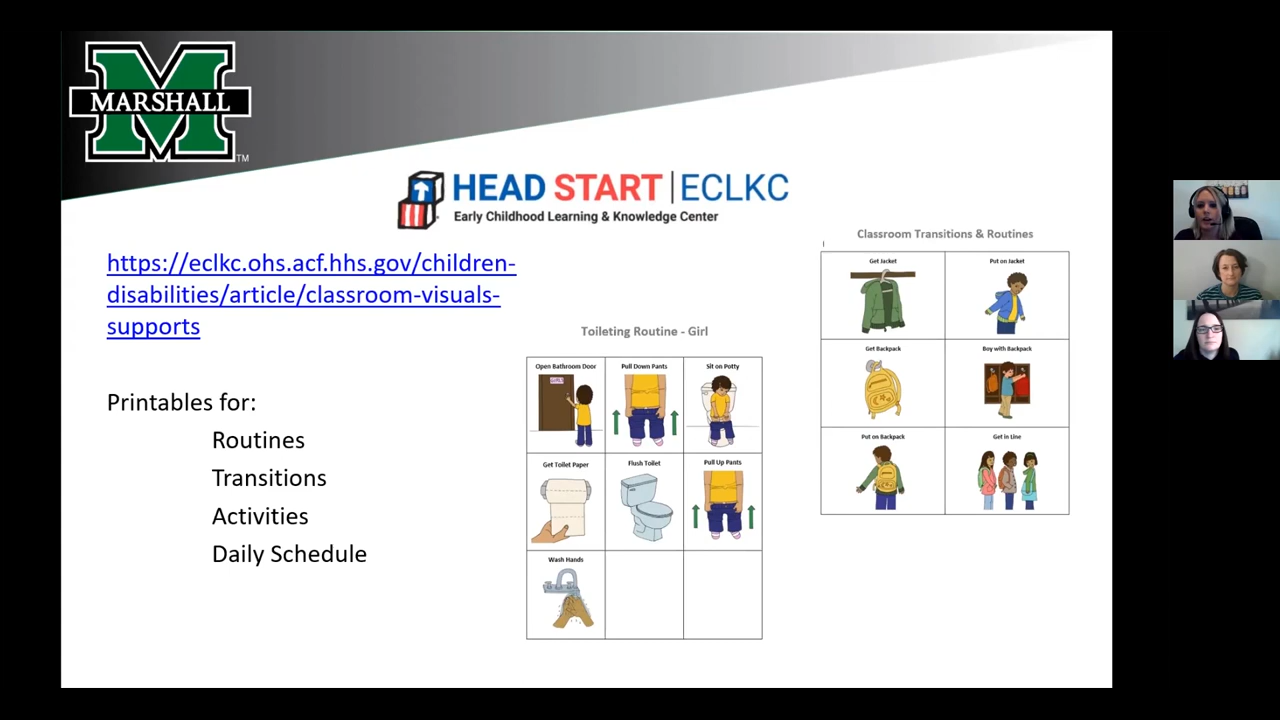 MARSHALL
TM
HEAD START | ECLKC
Early Childhood Learning & Knowledge Center
https://eclkc.ohs.acf.hhs.gov/children-
disabilities/article/classroom-visuals-
supports
Printables for:
Routines
Transitions
Activities
Daily Schedule
Toileting Routine - Girl
Open Bathroom Door
Pull Down Pants
Sit on Potty
Get Toilet Paper
Flush Toilet
Pull Up Pants
Wash Hands
Classroom Transitions & Routines
Get Jacket
Put on Jacket
Get Backpack
Boy with Backpack
Put on Backpack
Get in Line